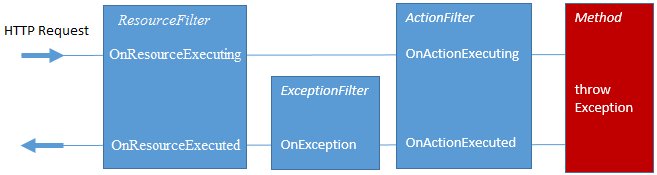 ResourceFilter
ActionFilter
Method
HTTP Request
OnResourceExecuting
OnActionExecuting
ExceptionFilter
throw
Exception
OnResourceExecuted
OnException
OnActionExecuted